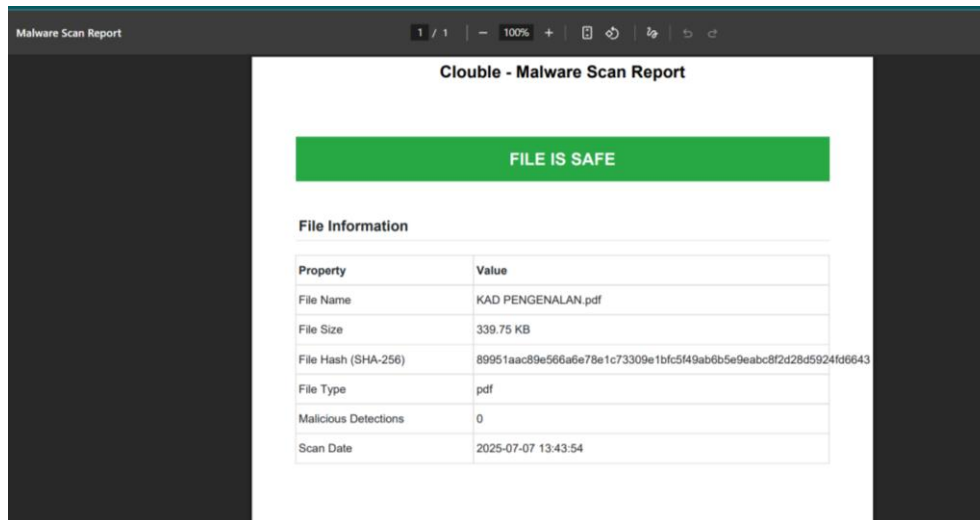 Malware Scan Report
1 / 1
100%
Clouble - Malware Scan Report
FILE IS SAFE
File Information
Property Value
File Name KAD PENGENALAN.pdf
File Size 339.75 KB
File Hash (SHA-256) 89951aac89e566a6e78e1c73309e1bfc5f49ab6b5e9eabc8f2d28d5924fd6643
File Type pdf
Malicious Detections 0
Scan Date 2025-07-07 13:43:54